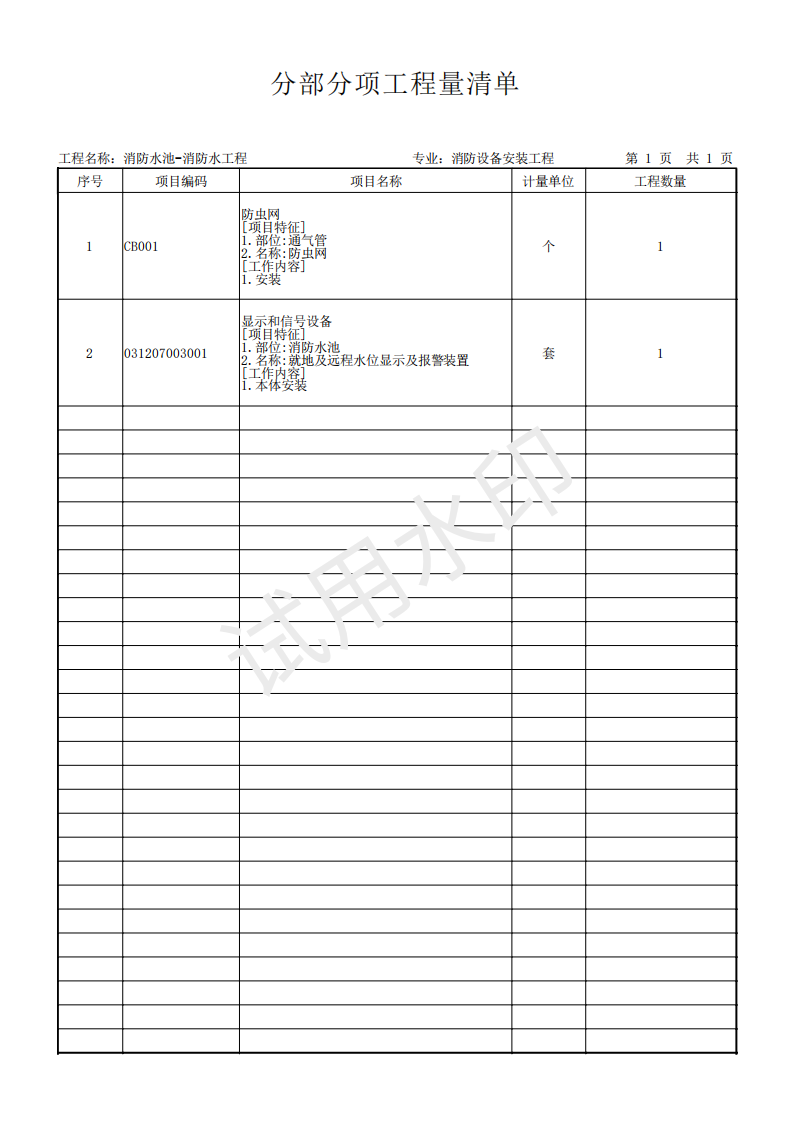 分部分项工程量清单
工程名称：消防水池-消防水工程 专业：消防设备安装工程 第 1 页 共 1 页
序号 项目编码 项目名称 计量单位 工程数量
防虫网
[项目特征]
1.部位:通气管
1 CB001 个 1
2.名称:防虫网
[工作内容]
1.安装
显示和信号设备
[项目特征]
1.部位:消防水池
2 031207003001 套 1
2.名称:就地及远程水位显示及报警装置
[工作内容]
1.本体安装
试用水印